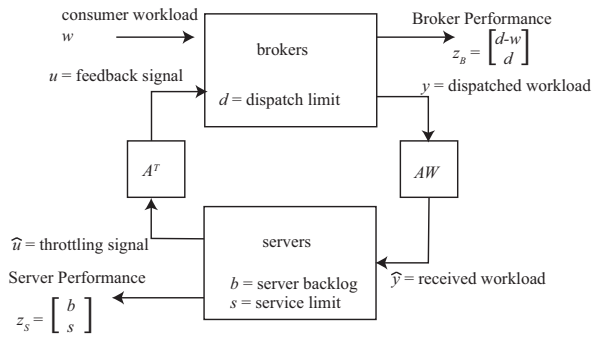 consumer workload
w
brokers
Broker Performance
z_B = [d-w
d]
u = feedback signal
d = dispatch limit
y = dispatched workload
A^T
AW
û = throttling signal
servers
ŷ = received workload
Server Performance
b = server backlog
s = service limit
z_S = [b
s]